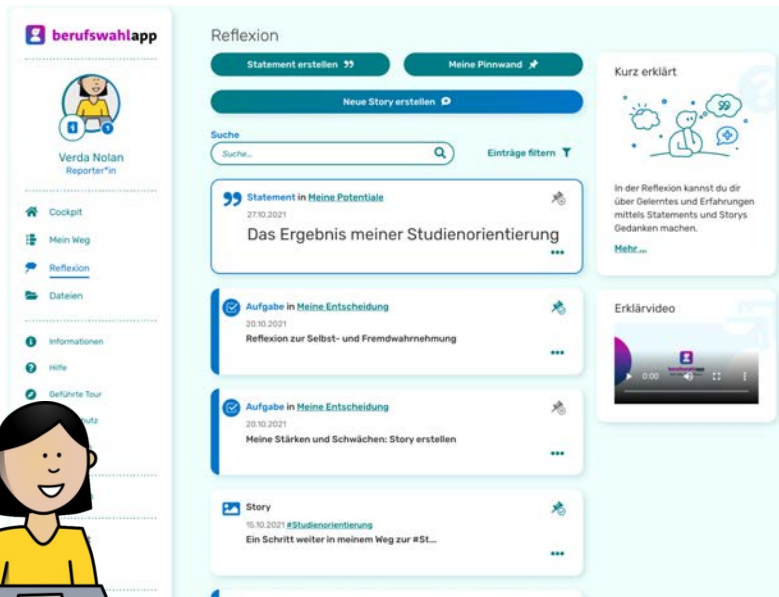 berufswahlapp
Verda Nolan
Reporter*in
Cockpit
Mein Weg
Reflexion
Dateien
Informationen
Hilfe
Geführte Tour
Reflexion
Statement erstellen
Meine Pinnwand
Neue Story erstellen
Suche
Suche...
Einträge filtern
Statement in Meine Potentiale
27.10.2021
Das Ergebnis meiner Studienorientierung
Aufgabe in Meine Entscheidung
20.10.2021
Reflexion zur Selbst- und Fremdwahrnehmung
Aufgabe in Meine Entscheidung
20.10.2021
Meine Stärken und Schwächen: Story erstellen
Story
15.10.2021 #Studienorientierung
Ein Schritt weiter in meinem Weg zur #St...
Kurz erklärt
In der Reflexion kannst du dir
über Gelerntes und Erfahrungen
mittels Statements und Storys
Gedanken machen.
Mehr ...
Erklärvideo
berufswahlapp
0:00